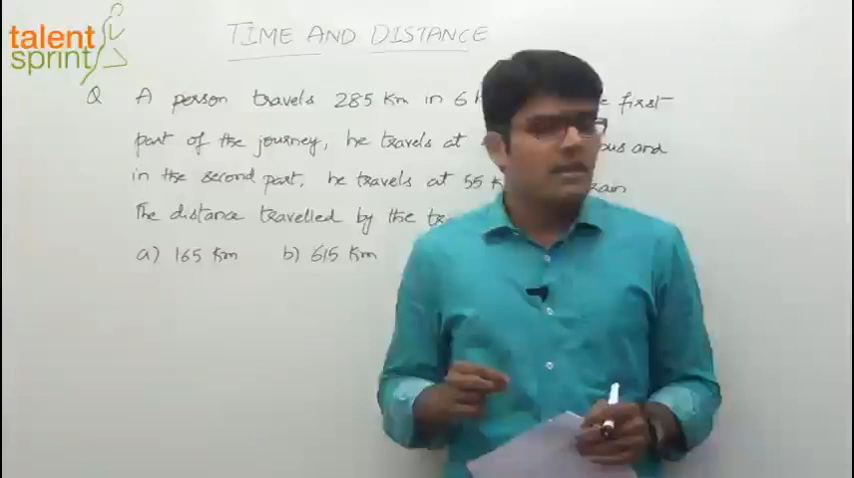 talent
sprint
TIME AND DISTANCE
Q A person travels 285 Km in 6 first
part of the journey, he travels at bus and
in the second part, he travels at 55
The distance travelled by the
a) 165 Km b) 615 Km